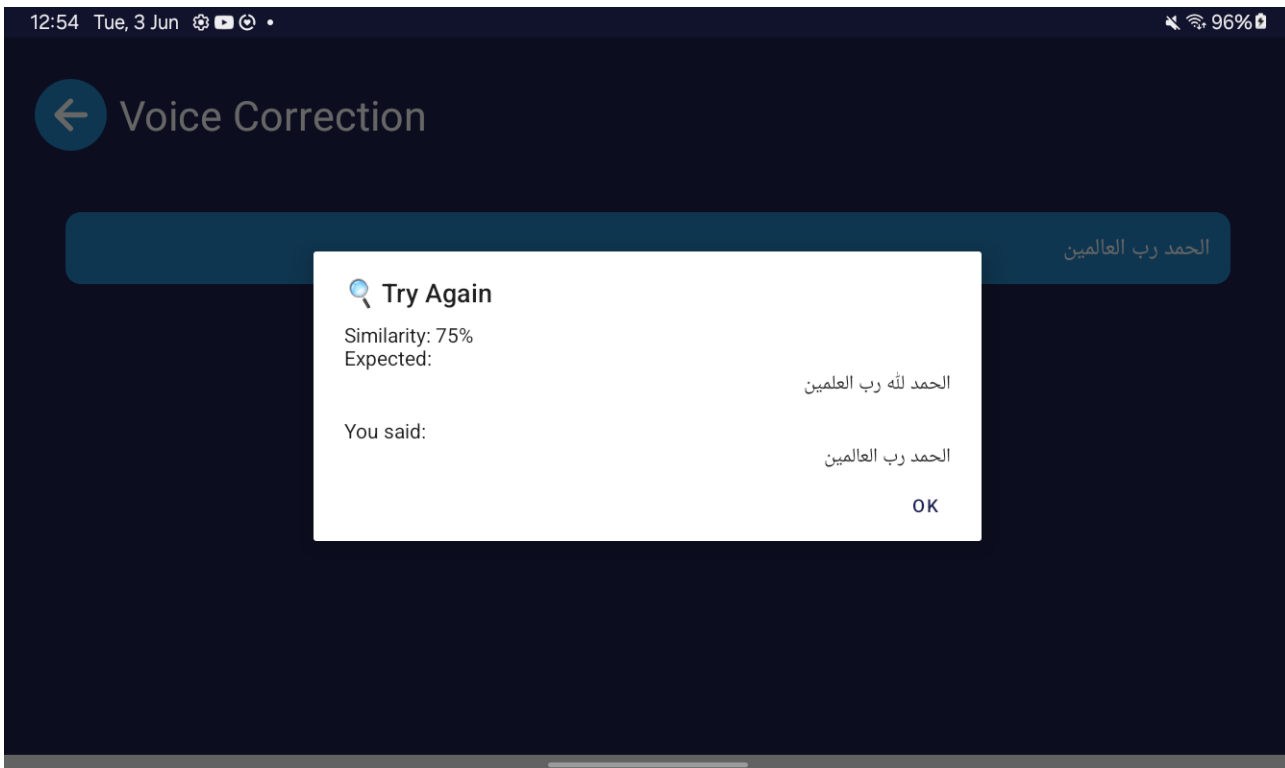 12:54 Tue, 3 Jun
96%
Voice Correction
الحمد رب العالمين
🔍 Try Again
Similarity: 75%
Expected:
الحمد لله رب العلمين
You said:
الحمد رب العالمين
OK